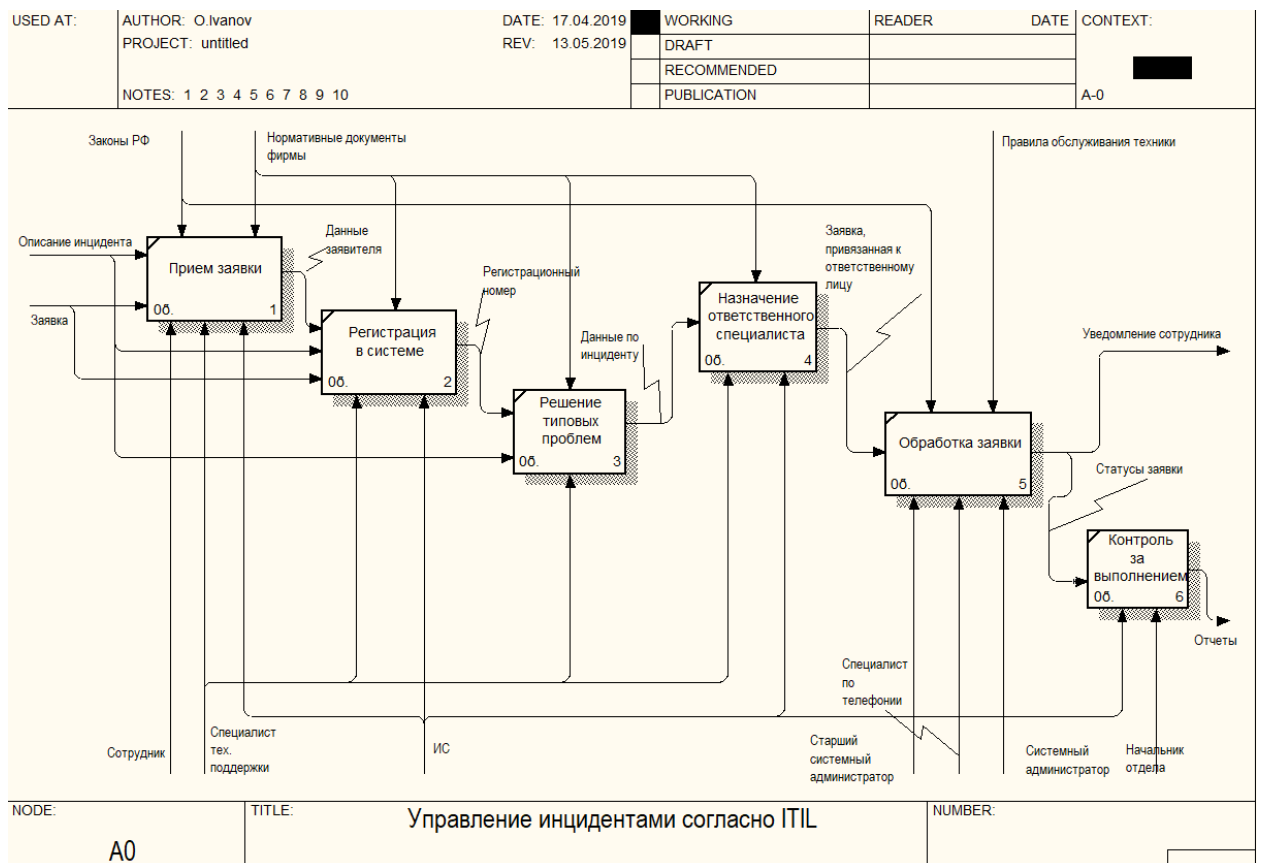 USED AT:
AUTHOR: O.Ivanov
DATE: 17.04.2019
WORKING
READER
DATE
CONTEXT:
PROJECT: untitled
REV: 13.05.2019
DRAFT
RECOMMENDED
NOTES: 1 2 3 4 5 6 7 8 9 10
PUBLICATION
A-0
Законы РФ
Нормативные документы
фирмы
Правила обслуживания техники
Описание инцидента
Заявка
Прием заявки
0б.
1
Данные
заявителя
Регистрация
в системе
0б.
2
Регистрационный
номер
Решение
типовых
проблем
0б.
3
Данные по
инциденту
Назначение
ответственного
специалиста
0б.
4
Заявка,
привязанная к
ответственному
лицу
Обработка заявки
0б.
5
Уведомление сотрудника
Статусы заявки
Контроль
за
выполнением
0б.
6
Отчеты
Сотрудник
Специалист
тех.
поддержки
ИС
Специалист
по
телефонии
Старший
системный
администратор
Системный
администратор
Начальник
отдела
NODE:
A0
TITLE:
Управление инцидентами согласно ITIL
NUMBER: